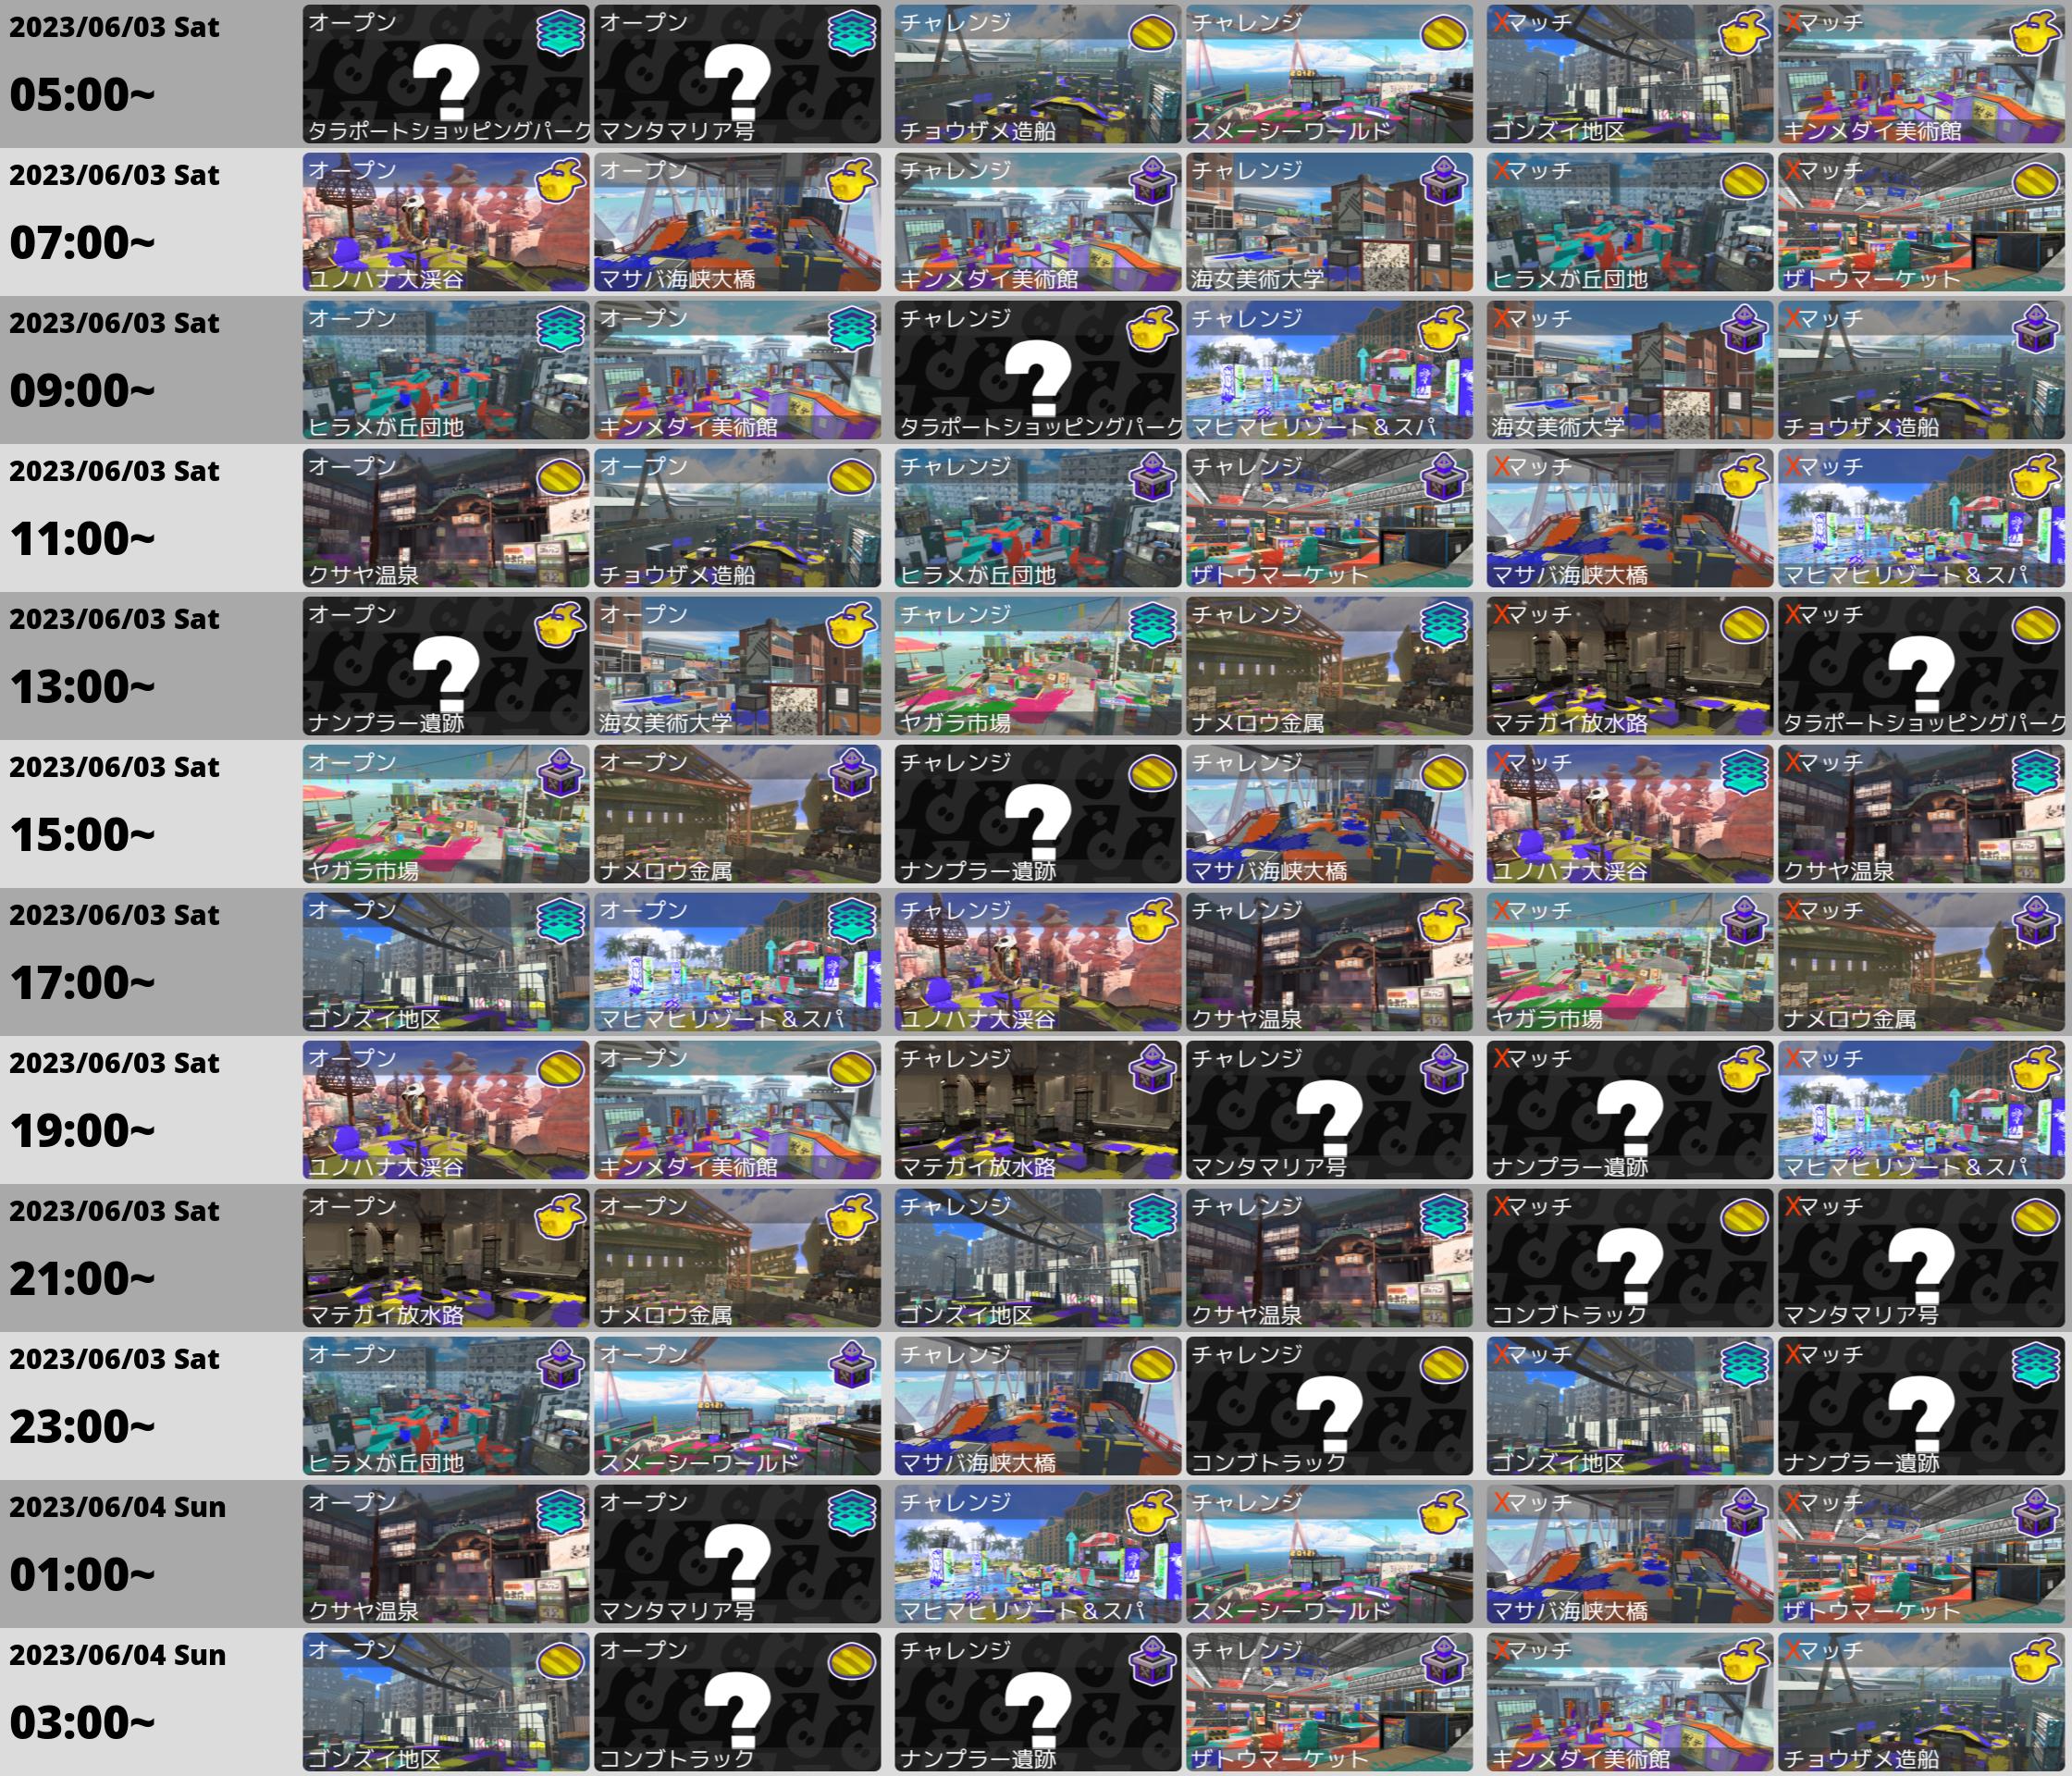 2023/06/03 Sat
05:00~
オープン
タラポートショッピングパーク
オープン
マンタマリア号
チャレンジ
チョウザメ造船
チャレンジ
スメーシーワールド
Xマッチ
ゴンズイ地区
Xマッチ
キンメダイ美術館
2023/06/03 Sat
07:00~
オープン
ユノハナ大渓谷
オープン
マサバ海峡大橋
チャレンジ
キンメダイ美術館
チャレンジ
海女美術大学
Xマッチ
ヒラメが丘団地
Xマッチ
ザトウマーケット
2023/06/03 Sat
09:00~
オープン
ヒラメが丘団地
オープン
キンメダイ美術館
チャレンジ
タラポートショッピングパーク
チャレンジ
マヒマヒリゾート&スパ
Xマッチ
海女美術大学
Xマッチ
チョウザメ造船
2023/06/03 Sat
11:00~
オープン
クサヤ温泉
オープン
チョウザメ造船
チャレンジ
ヒラメが丘団地
チャレンジ
ザトウマーケット
Xマッチ
マサバ海峡大橋
Xマッチ
マヒマヒリゾート&スパ
2023/06/03 Sat
13:00~
オープン
ナンプラー遺跡
オープン
海女美術大学
チャレンジ
ヤガラ市場
チャレンジ
ナメロウ金属
Xマッチ
マテガイ放水路
Xマッチ
タラポートショッピングパーク
2023/06/03 Sat
15:00~
オープン
ヤガラ市場
オープン
ナメロウ金属
チャレンジ
ナンプラー遺跡
チャレンジ
マサバ海峡大橋
Xマッチ
ユノハナ大渓谷
Xマッチ
クサヤ温泉
2023/06/03 Sat
17:00~
オープン
ゴンズイ地区
オープン
マヒマヒリゾート&スパ
チャレンジ
ユノハナ大渓谷
チャレンジ
クサヤ温泉
Xマッチ
ヤガラ市場
Xマッチ
ナメロウ金属
2023/06/03 Sat
19:00~
オープン
ユノハナ大渓谷
オープン
キンメダイ美術館
チャレンジ
マテガイ放水路
チャレンジ
マンタマリア号
Xマッチ
ナンプラー遺跡
Xマッチ
マヒマヒリゾート&スパ
2023/06/03 Sat
21:00~
オープン
マテガイ放水路
オープン
ナメロウ金属
チャレンジ
ゴンズイ地区
チャレンジ
クサヤ温泉
Xマッチ
コンブトラック
Xマッチ
マンタマリア号
2023/06/03 Sat
23:00~
オープン
ヒラメが丘団地
オープン
スメーシーワールド
チャレンジ
マサバ海峡大橋
チャレンジ
コンブトラック
Xマッチ
ゴンズイ地区
Xマッチ
ナンプラー遺跡
2023/06/04 Sun
01:00~
オープン
クサヤ温泉
オープン
マンタマリア号
チャレンジ
マヒマヒリゾート&スパ
チャレンジ
スメーシーワールド
Xマッチ
マサバ海峡大橋
Xマッチ
ザトウマーケット
2023/06/04 Sun
03:00~
オープン
ゴンズイ地区
オープン
コンブトラック
チャレンジ
ナンプラー遺跡
チャレンジ
ザトウマーケット
Xマッチ
キンメダイ美術館
Xマッチ
チョウザメ造船